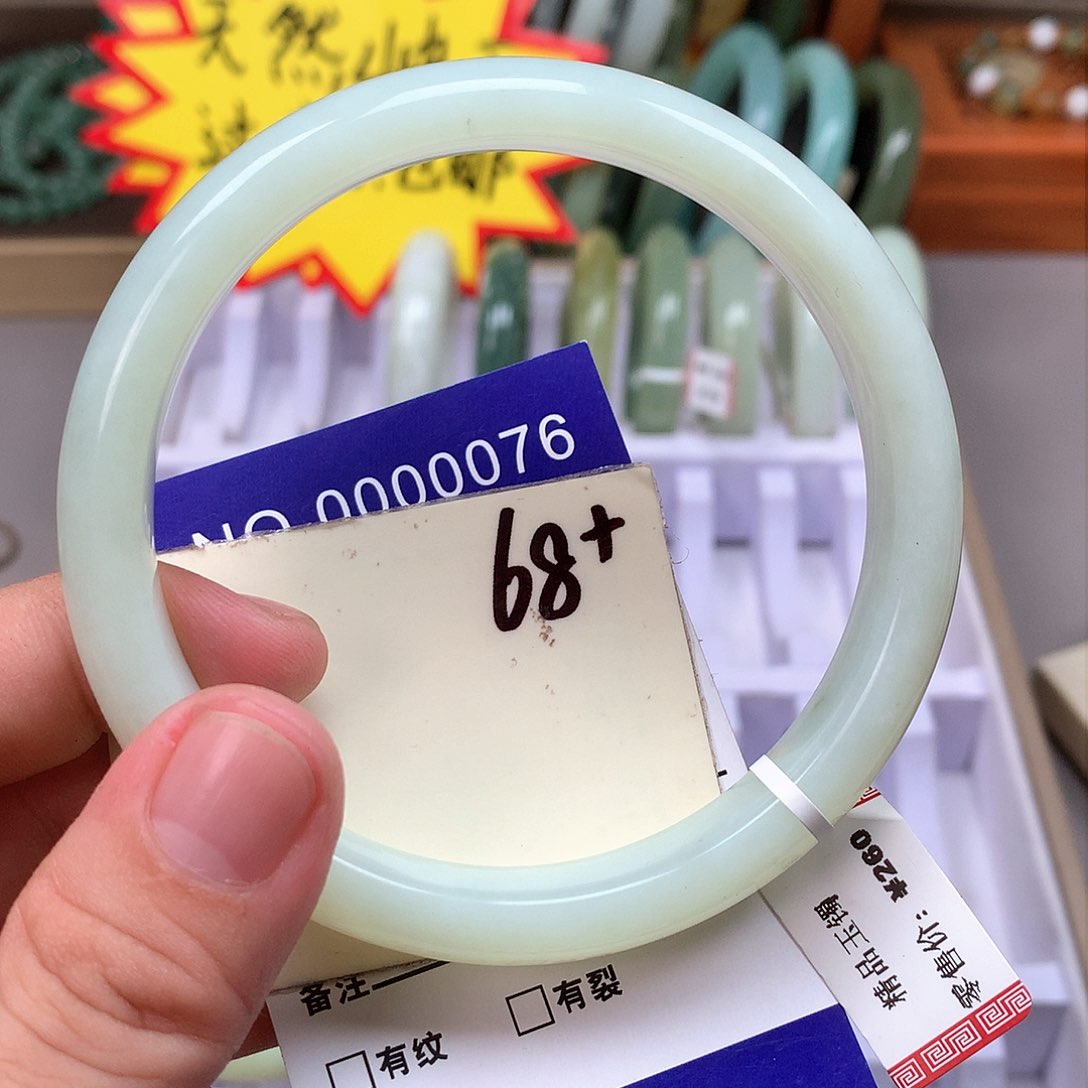 天然
NO 0000076
68+
精品玉镯
零售价：¥260
备注
有裂
有纹